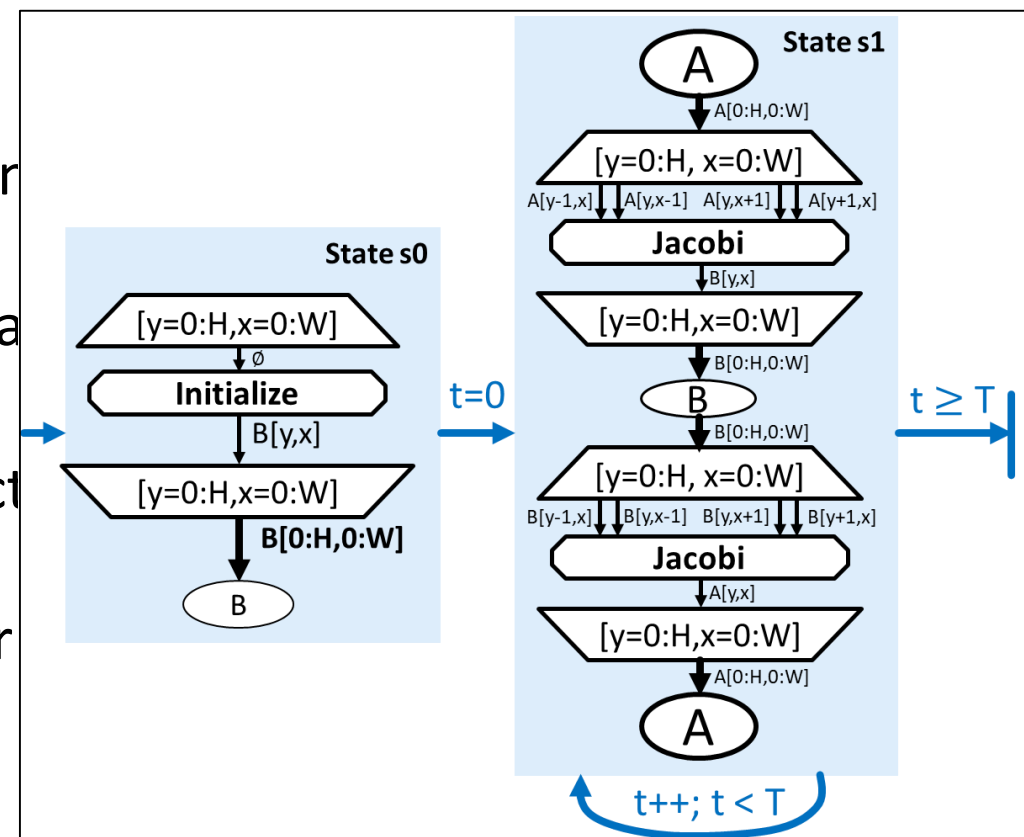 r
a
ct
r
State s0
[y=0:H,x=0:W]
∅
Initialize
B[y,x]
[y=0:H,x=0:W]
B[0:H,0:W]
B
t=0
State s1
A
A[0:H,0:W]
[y=0:H, x=0:W]
A[y-1,x] A[y,x-1] A[y,x+1] A[y+1,x]
Jacobi
B[y,x]
[y=0:H,x=0:W]
B[0:H,0:W]
B
B[0:H,0:W]
[y=0:H, x=0:W]
B[y-1,x] B[y,x-1] B[y,x+1] B[y+1,x]
Jacobi
A[y,x]
[y=0:H,x=0:W]
A[0:H,0:W]
A
t++; t < T
t ≥ T